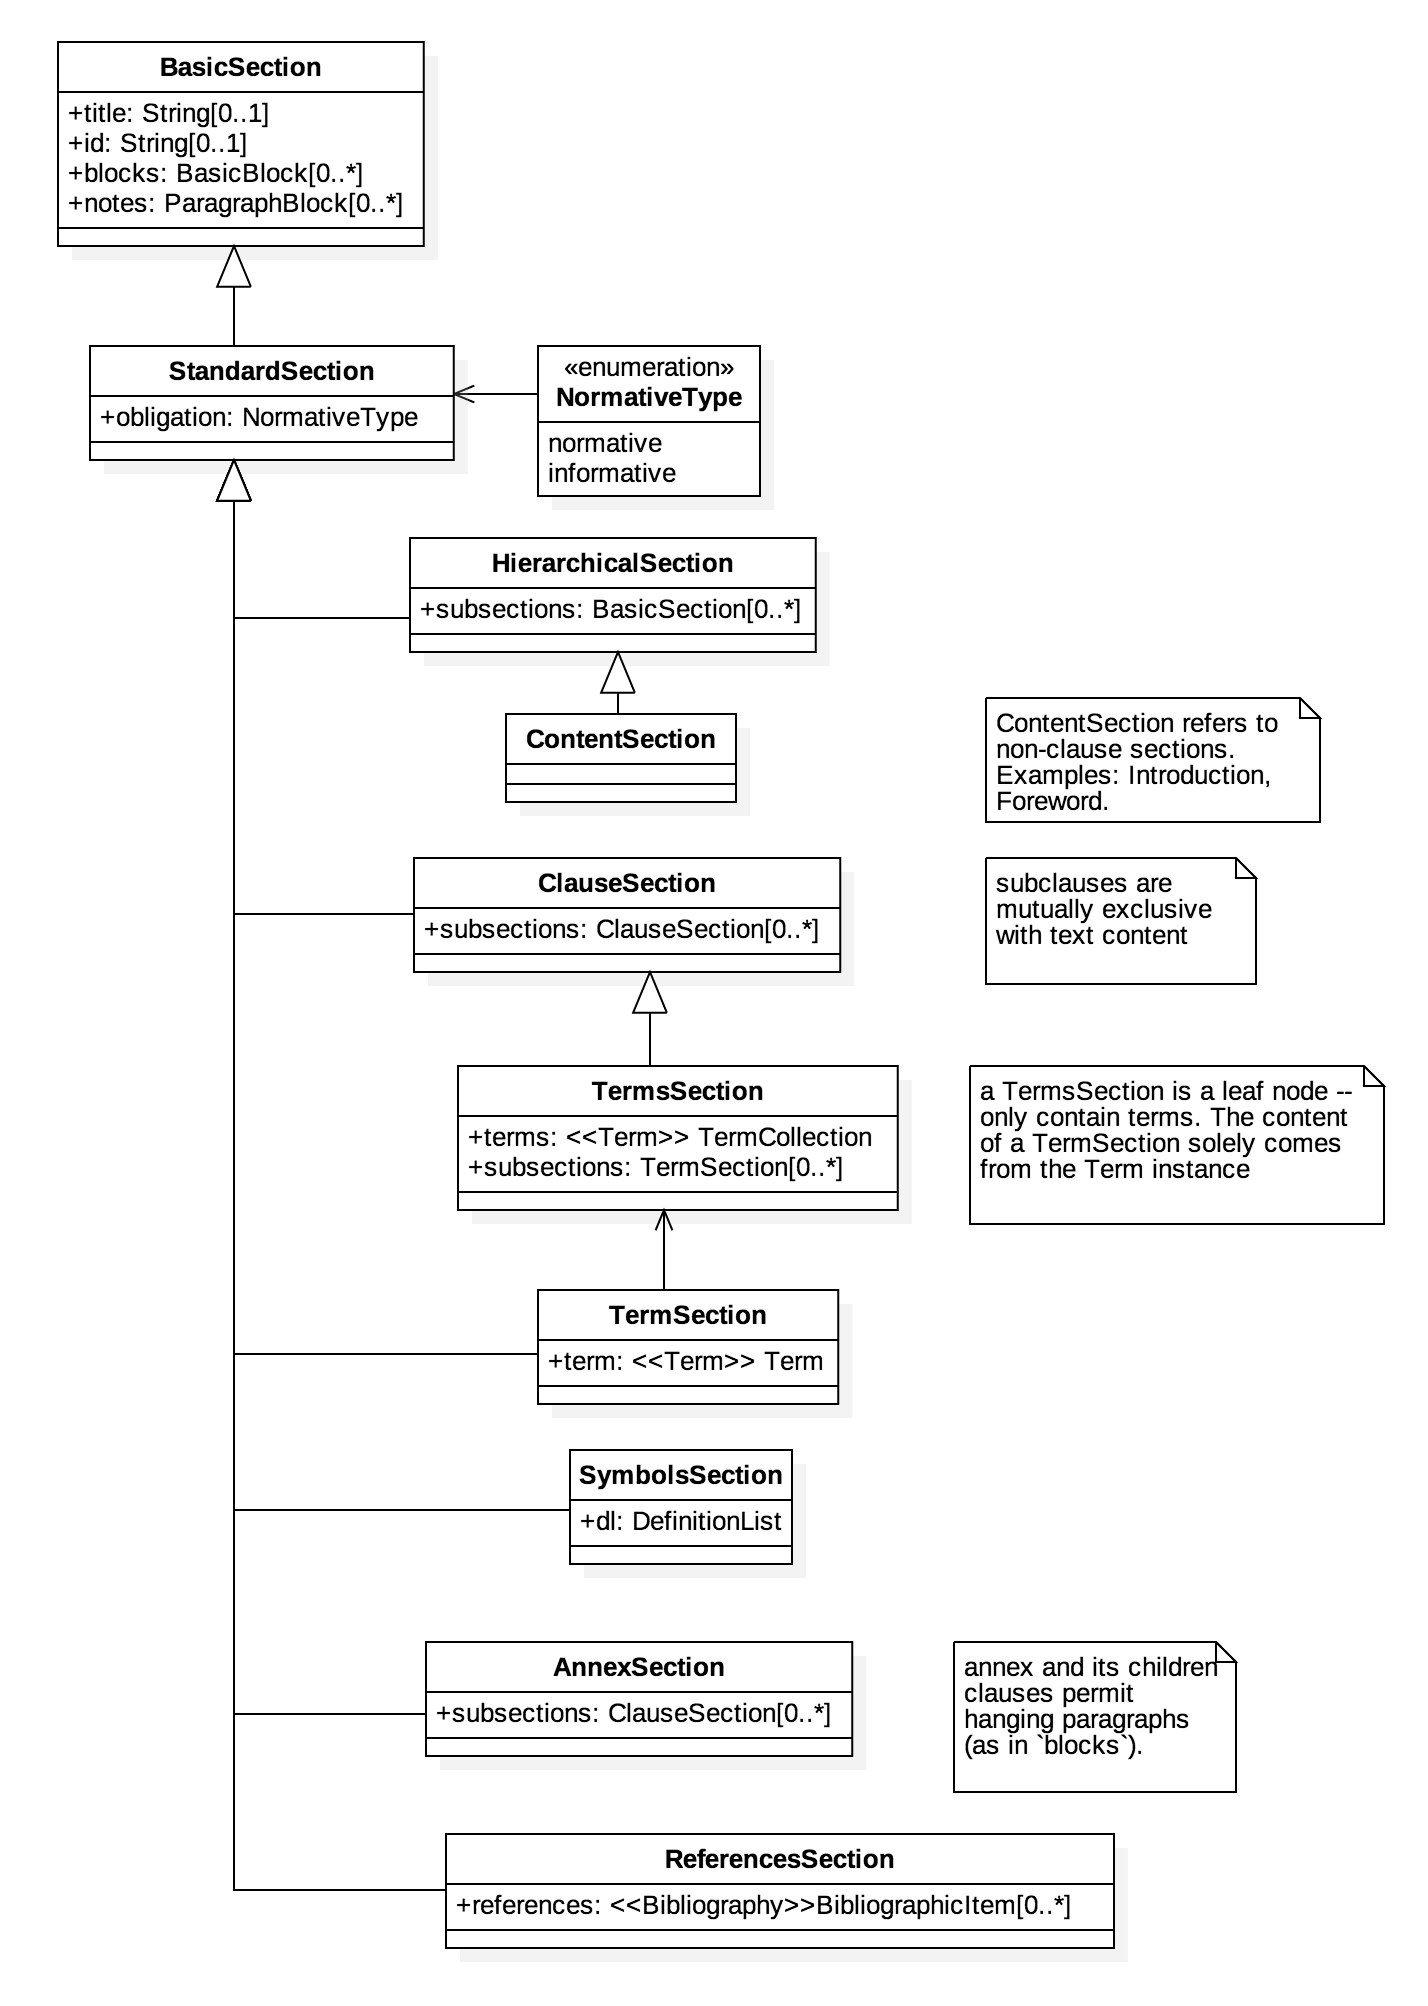 BasicSection
+title: String[0..1]
+id: String[0..1]
+blocks: BasicBlock[0..*]
+notes: ParagraphBlock[0..*]
StandardSection
+obligation: NormativeType
«enumeration»
NormativeType
normative
informative
HierarchicalSection
+subsections: BasicSection[0..*]
ContentSection
ContentSection refers to
non-clause sections.
Examples: Introduction,
Foreword.
ClauseSection
+subsections: ClauseSection[0..*]
subclauses are
mutually exclusive
with text content
TermsSection
+terms: <<Term>> TermCollection
+subsections: TermSection[0..*]
a TermsSection is a leaf node --
only contain terms. The content
of a TermSection solely comes
from the Term instance
TermSection
+term: <<Term>> Term
SymbolsSection
+dl: DefinitionList
AnnexSection
+subsections: ClauseSection[0..*]
annex and its children
clauses permit
hanging paragraphs
(as in `blocks`).
ReferencesSection
+references: <<Bibliography>>BibliographicItem[0..*]